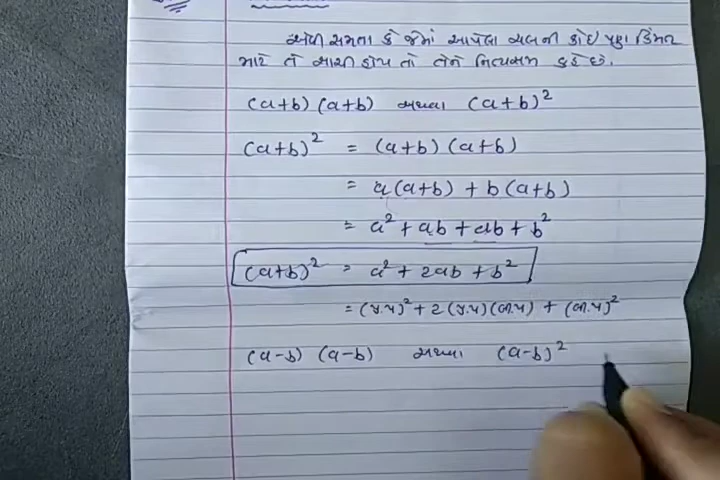 એવી સમતા કે જેમાં આપેલા ચલની કોઇ પણ કિંમત
માટે તે સાચી હોય તો તેને નિત્યસમ કહે છે.
(a+b) (a+b) અથવા (a+b)²
(a+b)² = (a+b) (a+b)
= a(a+b) + b(a+b)
= a² + ab + ab + b²
(a+b)² = a² + 2ab + b²
= (પ્ર.પ)² + 2(પ્ર.પ)(બી.પ) + (બી.પ)²
(a-b) (a-b) અથવા (a-b)²